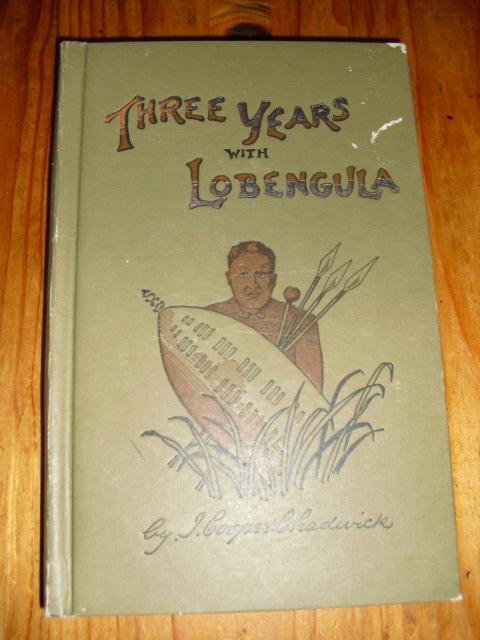 THREE YEARS
WITH
LOBENGULA
by J. Cooper Chadwick